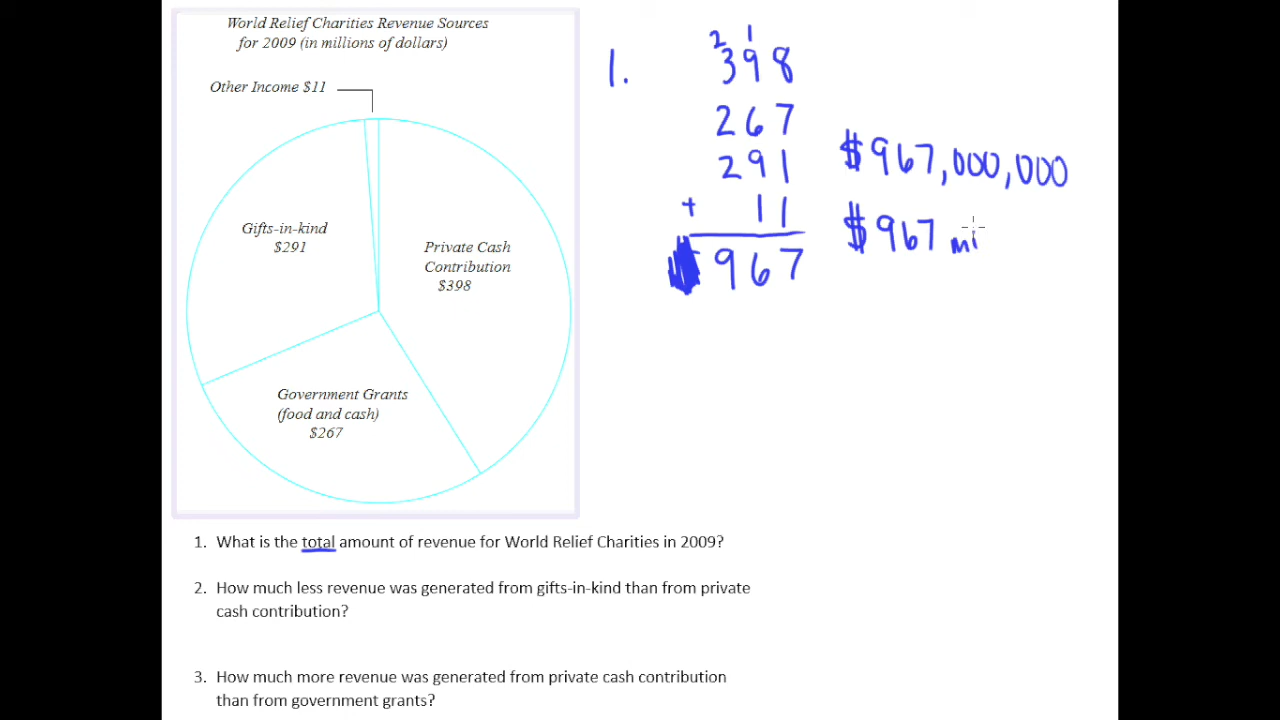 World Relief Charities Revenue Sources
for 2009 (in millions of dollars)
Other Income $11
Gifts-in-kind
$291
Private Cash
Contribution
$398
Government Grants
(food and cash)
$267
1.
2 1
398
267
291
+ 11
967
$967,000,000
$967 mi
1. What is the total amount of revenue for World Relief Charities in 2009?
2. How much less revenue was generated from gifts-in-kind than from private
cash contribution?
3. How much more revenue was generated from private cash contribution
than from government grants?